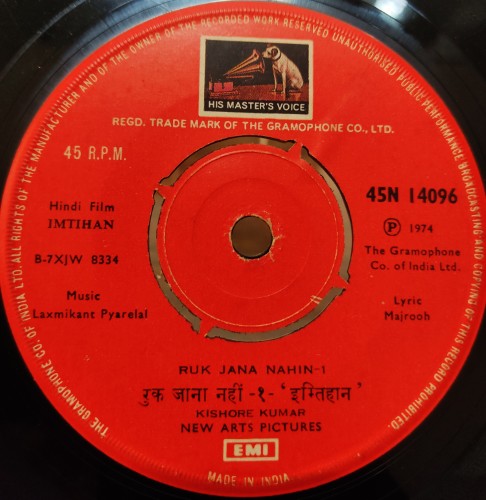 ALL RIGHTS OF THE MANUFACTURER AND OF THE OWNER OF THE RECORDED WORK RESERVED UNAUTHORISED PUBLIC PERFORMANCE BROADCASTING AND COPYING OF THIS RECORD PROHIBITED.
HIS MASTER'S VOICE
REGD. TRADE MARK OF THE GRAMOPHONE CO., LTD.
45 R.P.M.
45N 14096
Hindi Film
IMTIHAN
Ⓟ 1974
B-7XJW 8334
The Gramophone
Co. of India Ltd.
Music
Laxmikant Pyarelal
Lyric
Majrooh
RUK JANA NAHIN-1
रुक जाना नहीं -१- 'इम्तिहान'
KISHORE KUMAR
NEW ARTS PICTURES
EMI
THE GRAMOPHONE CO. OF INDIA LTD.
MADE IN INDIA